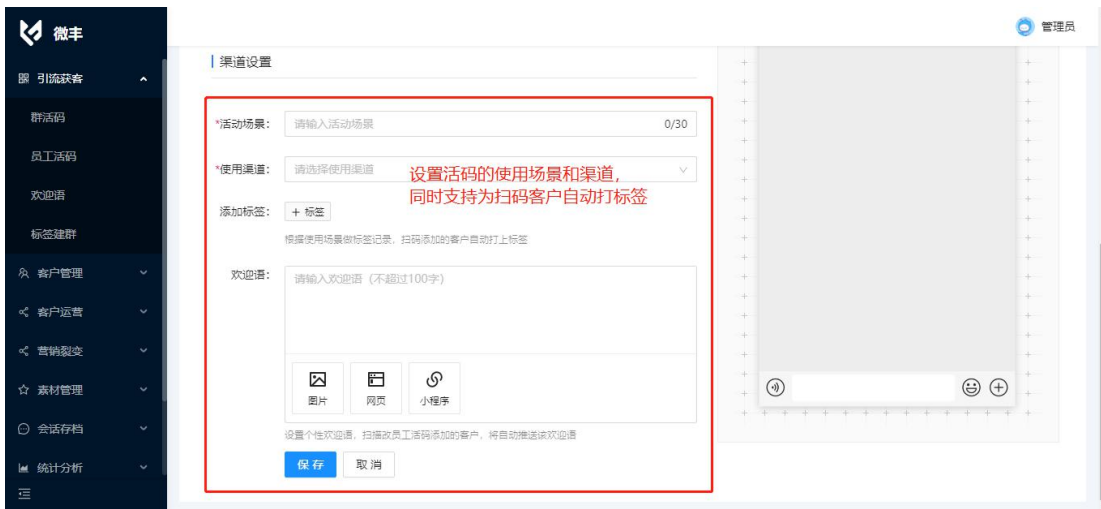 微丰
管理员
引流获客
群活码
员工活码
欢迎语
标签建群
客户管理
客户运营
营销裂变
素材管理
会话存档
统计分析
渠道设置
*活动场景：
请输入活动场景
0/30
*使用渠道：
请选择使用渠道
设置活码的使用场景和渠道，
同时支持为扫码客户自动打标签
添加标签：
+ 标签
根据使用场景做标签记录，扫码添加的客户自动打上标签
欢迎语：
请输入欢迎语（不超过100字）
图片
网页
小程序
设置个性欢迎语，扫描改员工活码添加的客户，将自动推送该欢迎语
保存
取消